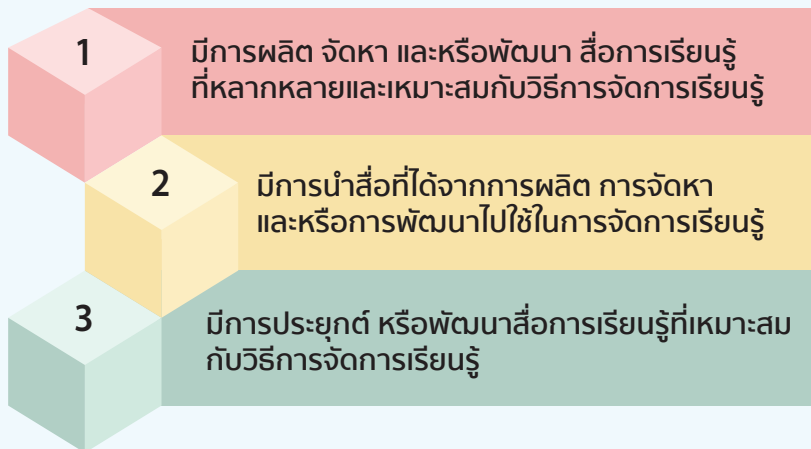 1
มีการผลิต จัดหา และหรือพัฒนา สื่อการเรียนรู้
ที่หลากหลายและเหมาะสมกับวิธีการจัดการเรียนรู้
2
มีการนำสื่อที่ได้จากการผลิต การจัดหา
และหรือการพัฒนาไปใช้ในการจัดการเรียนรู้
3
มีการประยุกต์ หรือพัฒนาสื่อการเรียนรู้ที่เหมาะสม
กับวิธีการจัดการเรียนรู้